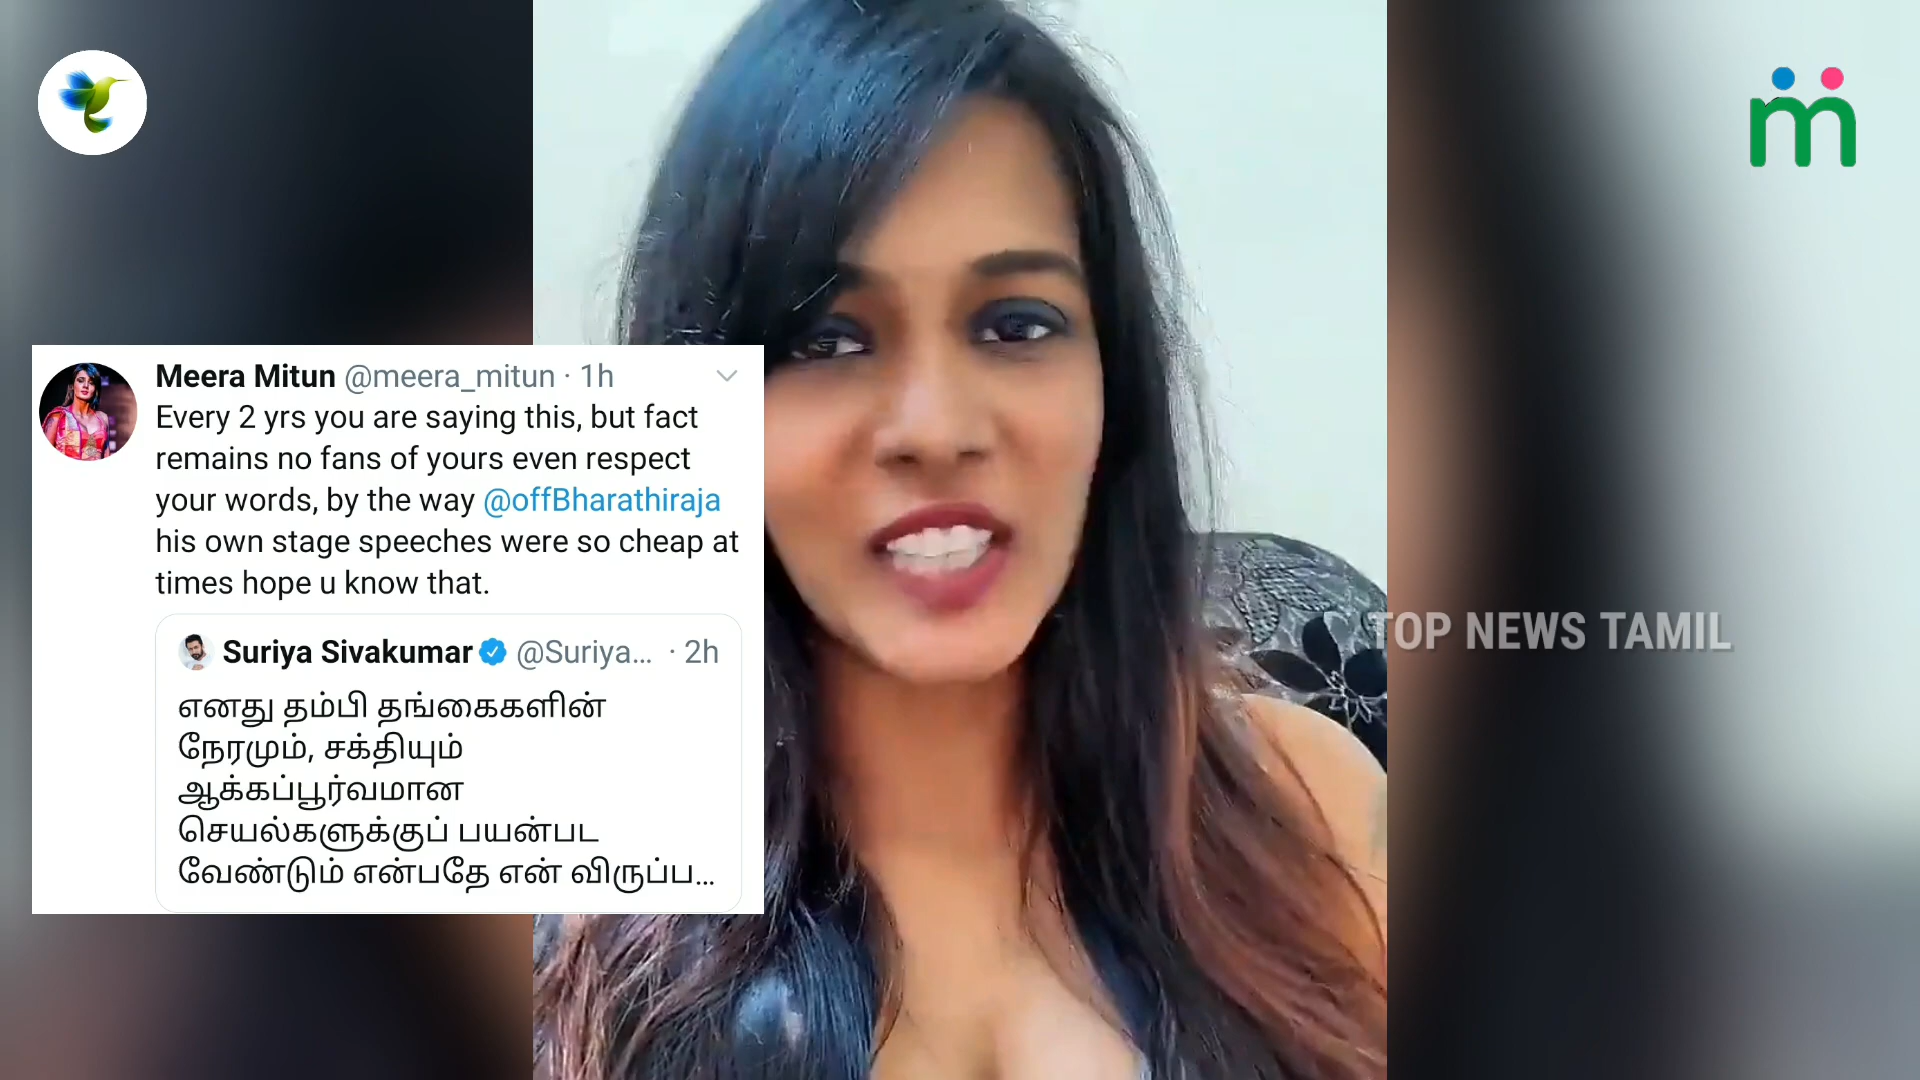 Meera Mitun @meera_mitun · 1h
Every 2 yrs you are saying this, but fact
remains no fans of yours even respect
your words, by the way @offBharathiraja
his own stage speeches were so cheap at
times hope u know that.
Suriya Sivakumar @Suriya... · 2h
எனது தம்பி தங்கைகளின்
நேரமும், சக்தியும்
ஆக்கப்பூர்வமான
செயல்களுக்குப் பயன்பட
வேண்டும் என்பதே என் விருப்ப...
TOP NEWS TAMIL